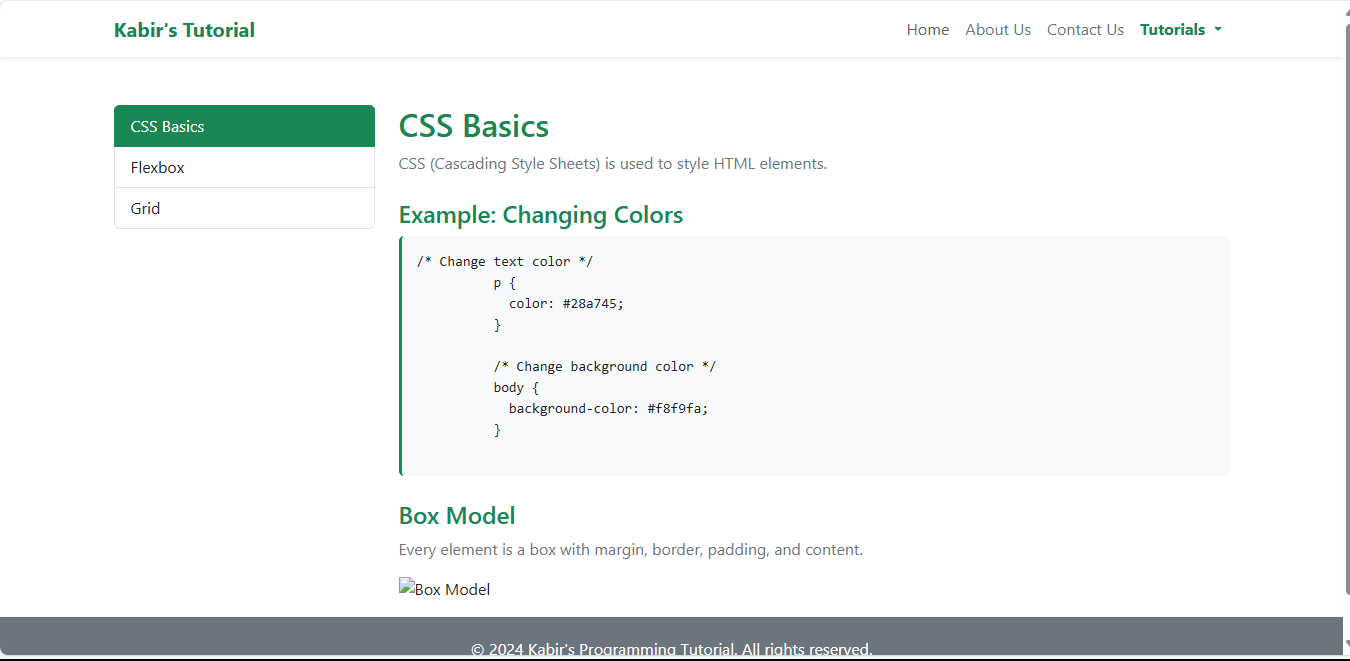 Kabir's Tutorial
Home About Us Contact Us Tutorials
CSS Basics
Flexbox
Grid
CSS Basics
CSS (Cascading Style Sheets) is used to style HTML elements.
Example: Changing Colors
/* Change text color */
p {
color: #28a745;
}
/* Change background color */
body {
background-color: #f8f9fa;
}
Box Model
Every element is a box with margin, border, padding, and content.
Box Model
© 2024 Kabir's Programming Tutorial. All rights reserved.